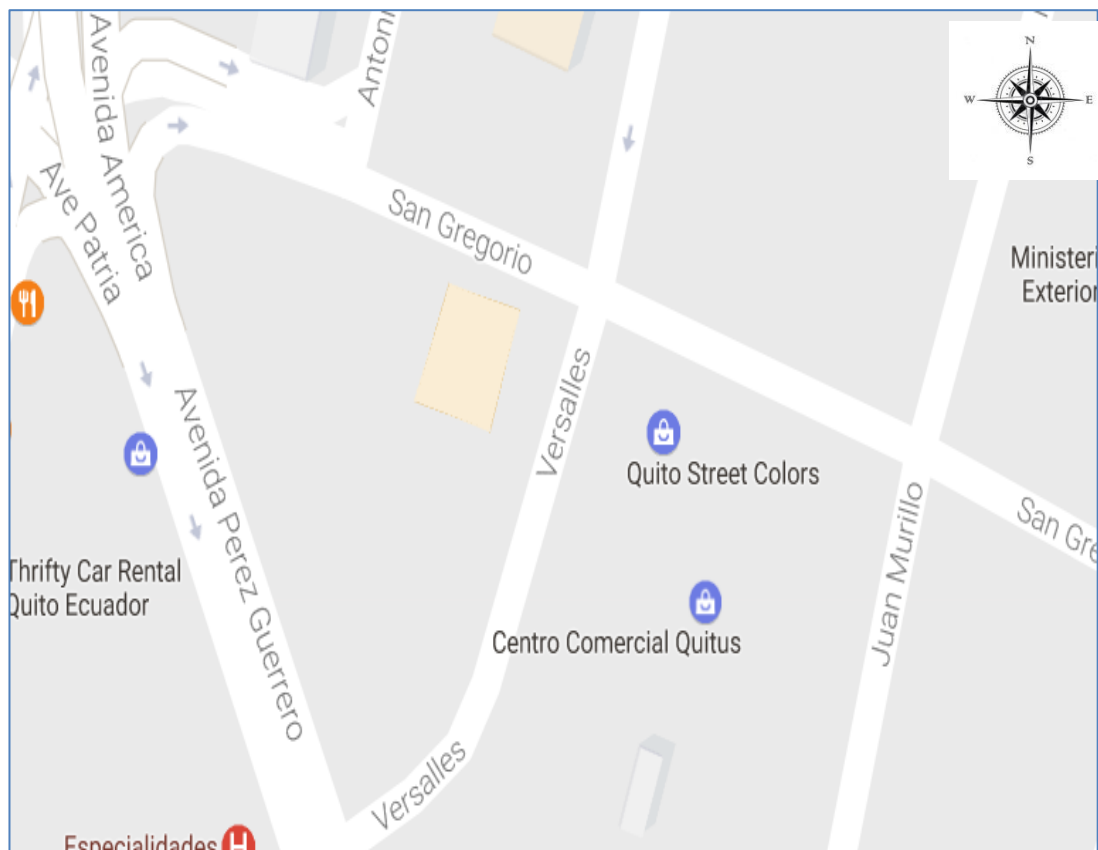 Avenida America
Antoni
N
W
E
S
Ave Patria
San Gregorio
Ministeri
Exterior
Versalles
Avenida Perez Guerrero
Quito Street Colors
Juan Murillo
San Gre
Thrifty Car Rental
Quito Ecuador
Centro Comercial Quitus
Versalles
Especialidades
H